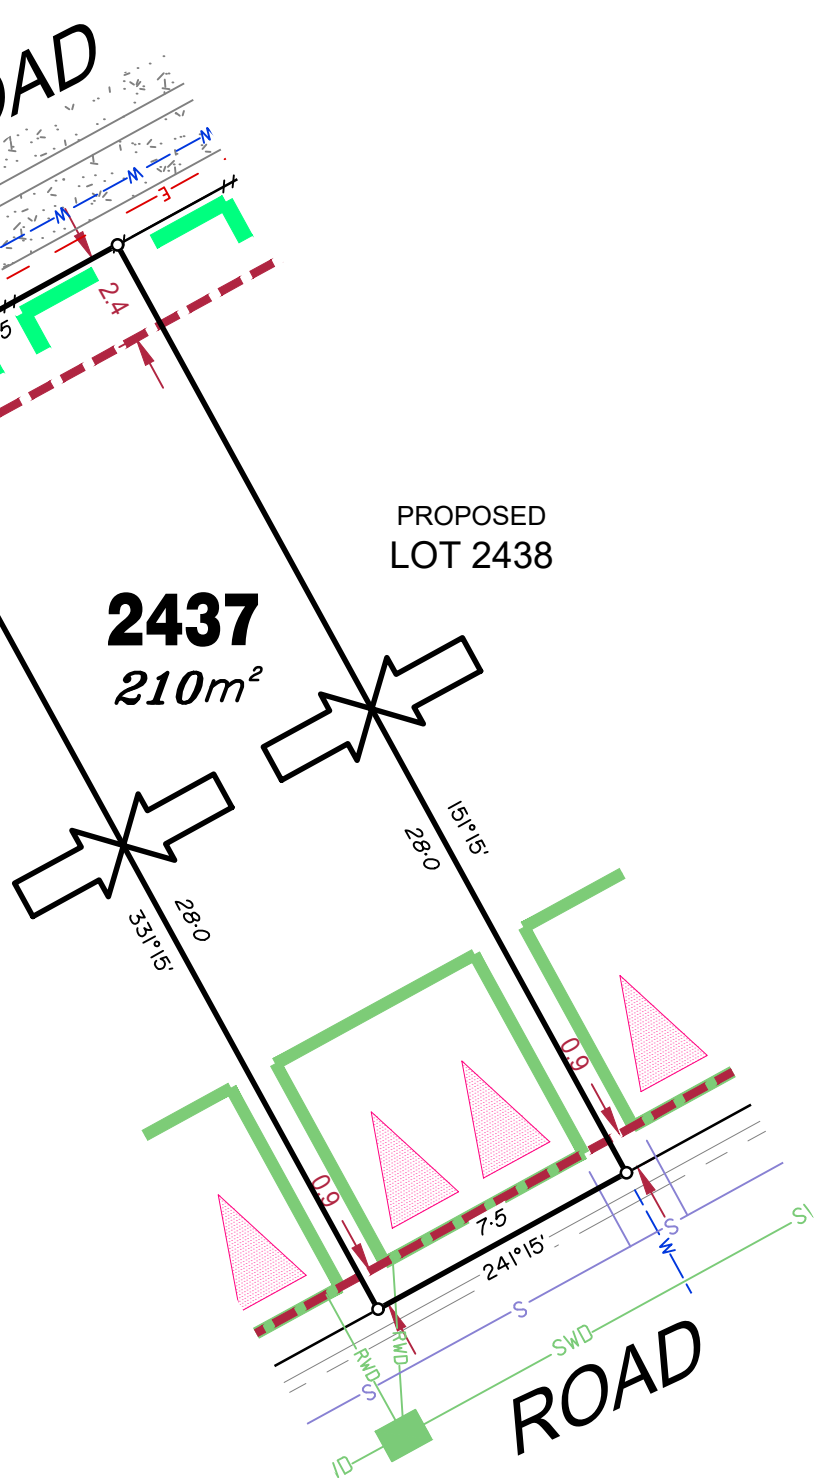 OAD
W
W
W
E
2.4
5
PROPOSED
LOT 2438
2437
210m²
151°15'
28·0
28·0
331°15'
0.9
0.9
7·5
241°15'
S
W
S
S
SWD
RWD
RWD
ROAD